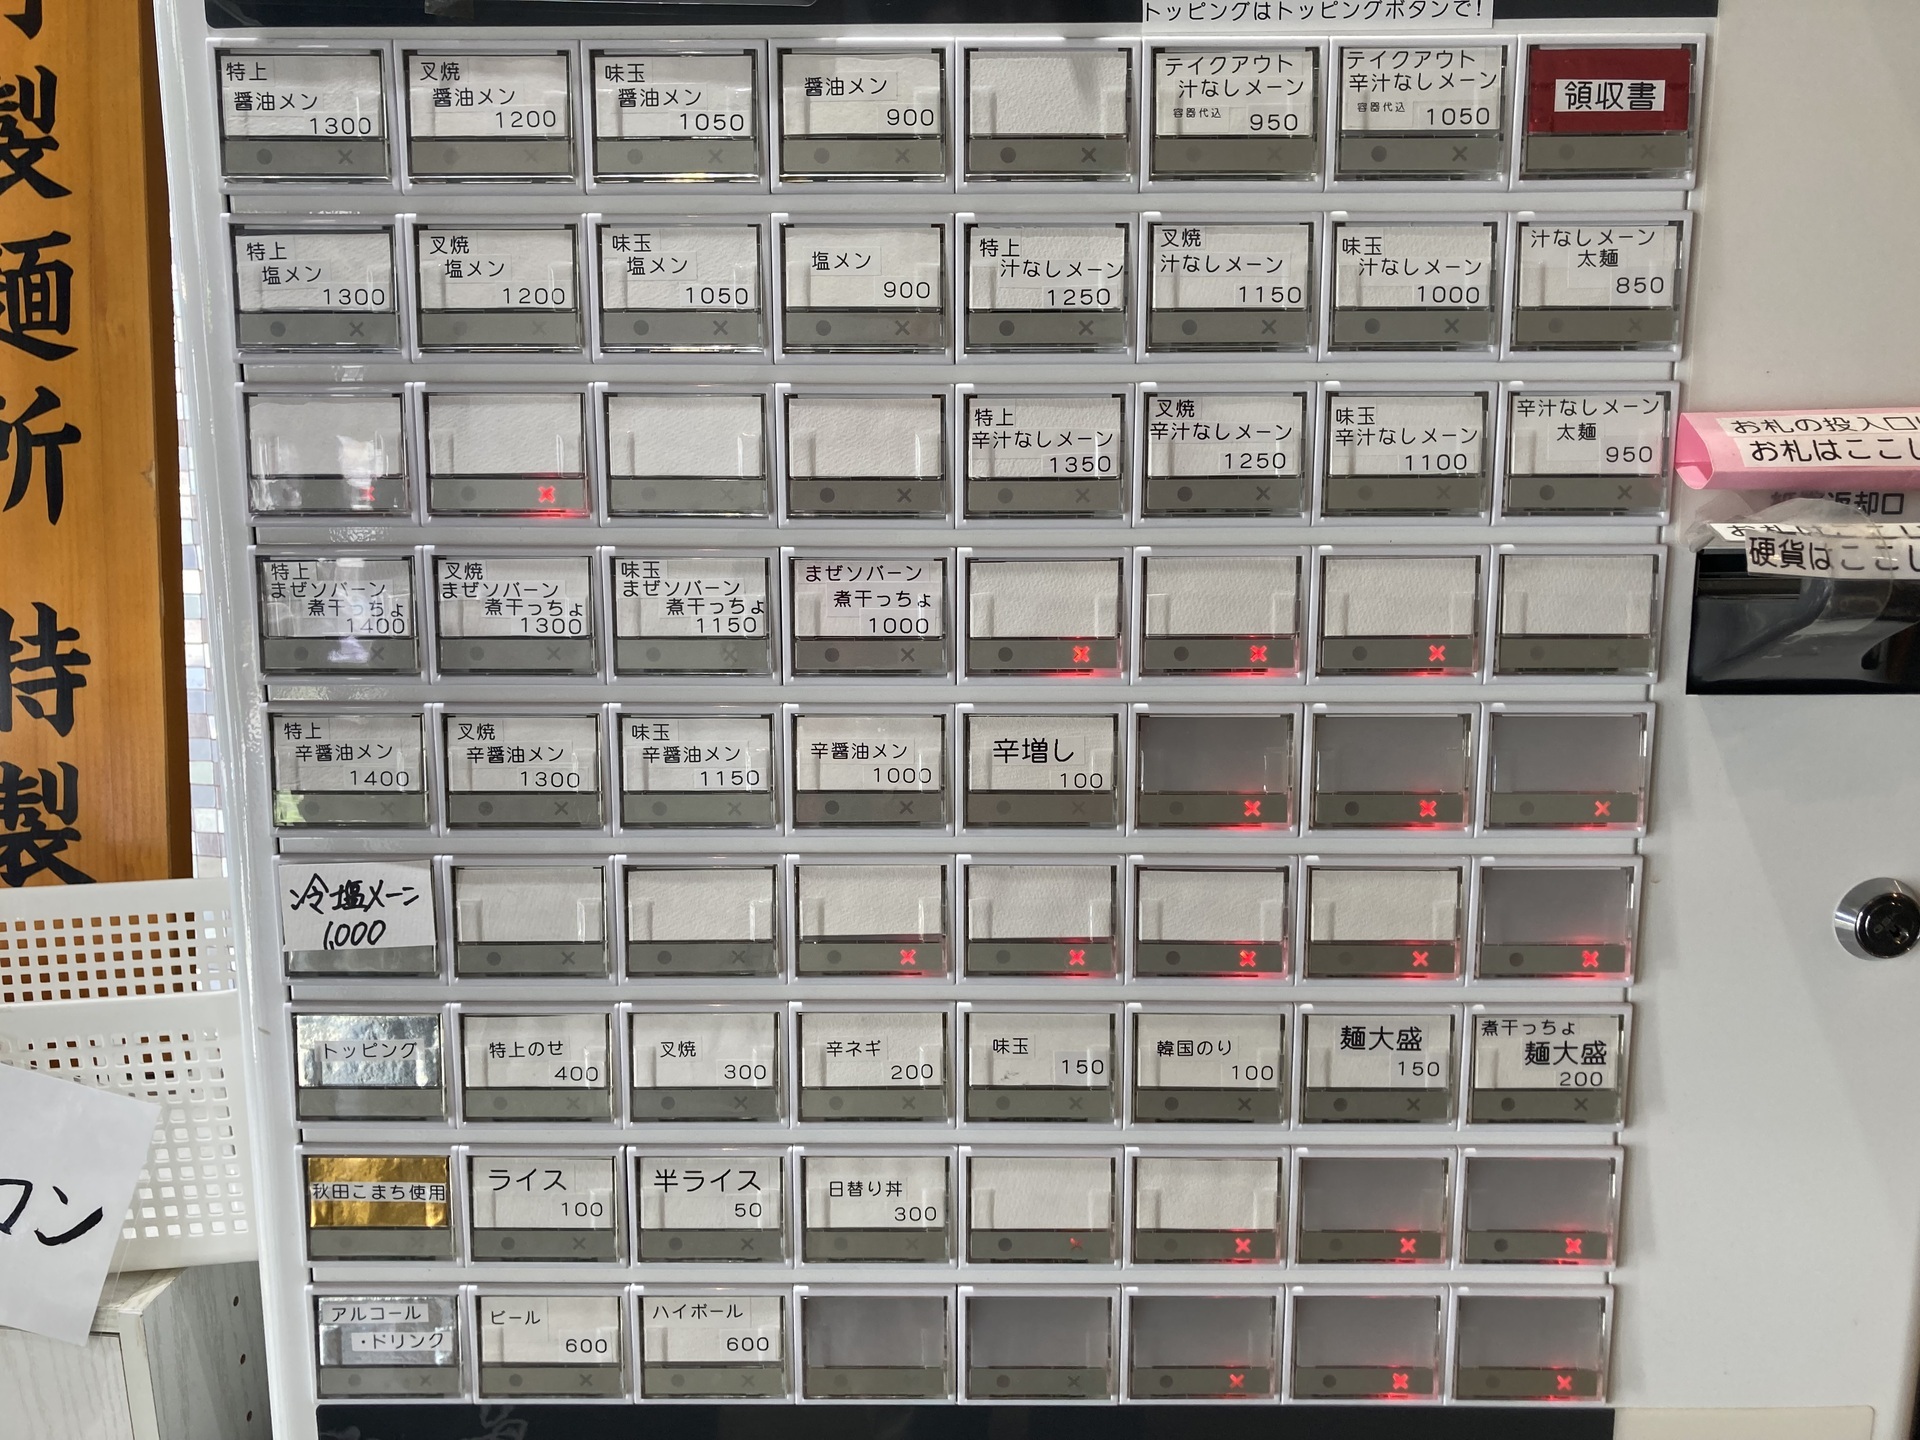 製麺所 特製
トッピングはトッピングボタンで!
特上
醤油メン
1300
叉焼
醤油メン
1200
味玉
醤油メン
1050
醤油メン
900
テイクアウト
汁なしメーン
容器代込 950
テイクアウト
辛汁なしメーン
容器代込 1050
領収書
特上
塩メン
1300
叉焼
塩メン
1200
味玉
塩メン
1050
塩メン
900
特上
汁なしメーン
1250
叉焼
汁なしメーン
1150
味玉
汁なしメーン
1000
汁なしメーン
太麺
850
特上
辛汁なしメーン
1350
叉焼
辛汁なしメーン
1250
味玉
辛汁なしメーン
1100
辛汁なしメーン
太麺
950
お札の投入口
お札はここ
返却口
硬貨はここ
特上
まぜソバーン
煮干っちょ
1400
叉焼
まぜソバーン
煮干っちょ
1300
味玉
まぜソバーン
煮干っちょ
1150
まぜソバーン
煮干っちょ
1000
特上
辛醤油メン
1400
叉焼
辛醤油メン
1300
味玉
辛醤油メン
1150
辛醤油メン
1000
辛増し
100
冷塩メーン
1,000
トッピング
特上のせ
400
叉焼
300
辛ネギ
200
味玉
150
韓国のり
100
麺大盛
150
煮干っちょ
麺大盛
200
秋田こまち使用
ライス
100
半ライス
50
日替り丼
300
アルコール
・ドリンク
ビール
600
ハイボール
600